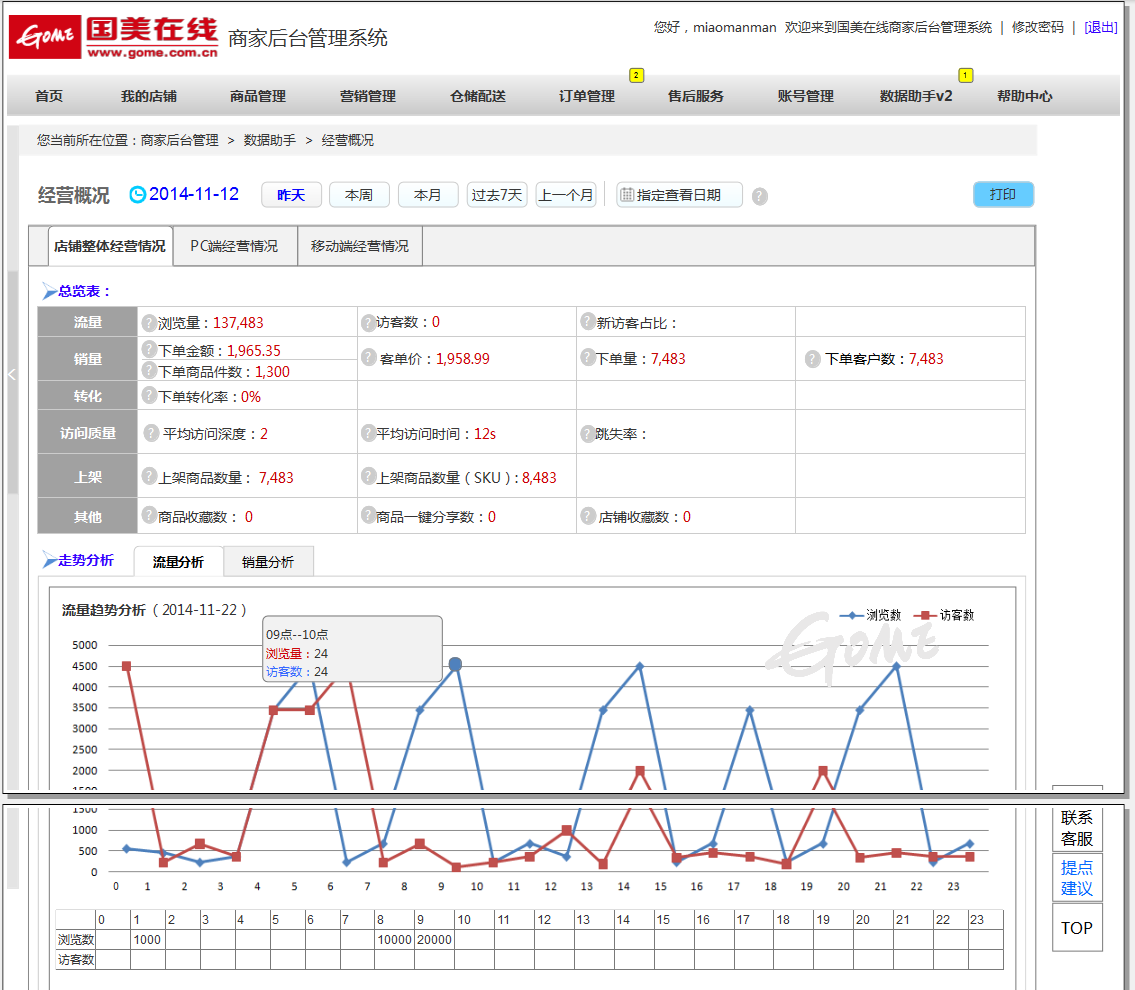 Gome 国美在线 www.gome.com.cn 商家后台管理系统
您好，miaomanman 欢迎来到国美在线商家后台管理系统 | 修改密码 | [退出]
2 1
首页 我的店铺 商品管理 营销管理 仓储配送 订单管理 售后服务 账号管理 数据助手v2 帮助中心
您当前所在位置：商家后台管理 > 数据助手 > 经营概况
经营概况 2014-11-12 昨天 本周 本月 过去7天 上一个月 指定查看日期 ? 打印
店铺整体经营情况 PC端经营情况 移动端经营情况
总览表：
流量 ?浏览量：137,483 ?访客数：0 ?新访客占比：
销量 ?下单金额：1,965.35 ?客单价：1,958.99 ?下单量：7,483 ?下单客户数：7,483
?下单商品件数：1,300
转化 ?下单转化率：0%
访问质量 ?平均访问深度：2 ?平均访问时间：12s ?跳失率：
上架 ?上架商品数量： 7,483 ?上架商品数量（SKU）: 8,483
其他 ?商品收藏数： 0 ?商品一键分享数：0 ?店铺收藏数：0
走势分析 流量分析 销量分析
流量趋势分析（2014-11-22 ）
浏览数 访客数
Gome
09点--10点
浏览量：24
访客数：24
5000
4500
4000
3500
3000
2500
2000
1500
1500
1000
500
0
0 1 2 3 4 5 6 7 8 9 10 11 12 13 14 15 16 17 18 19 20 21 22 23
0 1 2 3 4 5 6 7 8 9 10 11 12 13 14 15 16 17 18 19 20 21 22 23
浏览数 1000 10000 20000
访客数
联系
客服
提点
建议
TOP